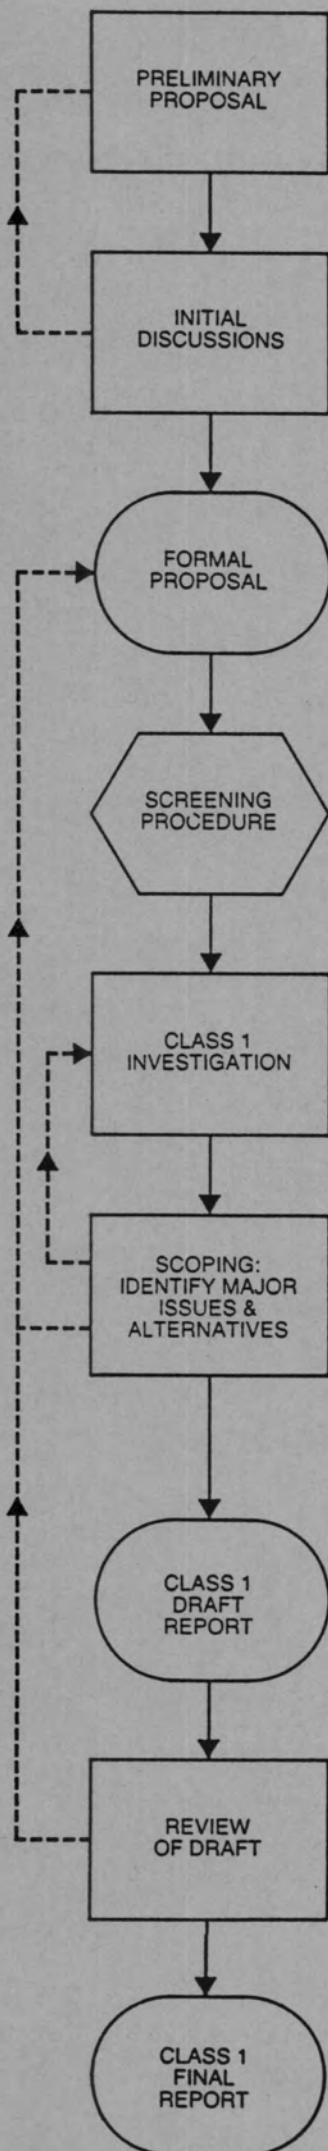 PRELIMINARY
PROPOSAL
INITIAL
DISCUSSIONS
FORMAL
PROPOSAL
SCREENING
PROCEDURE
CLASS 1
INVESTIGATION
SCOPING:
IDENTIFY MAJOR
ISSUES &
ALTERNATIVES
CLASS 1
DRAFT
REPORT
REVIEW
OF DRAFT
CLASS 1
FINAL
REPORT